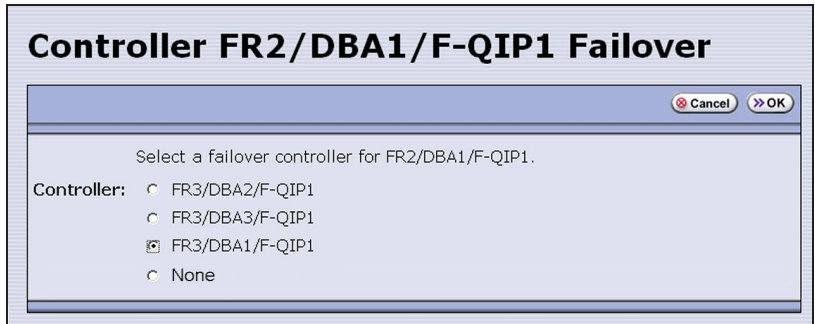 Controller FR2/DBA1/F-QIP1 Failover
Cancel OK
Select a failover controller for FR2/DBA1/F-QIP1.
Controller: FR3/DBA2/F-QIP1
FR3/DBA3/F-QIP1
FR3/DBA1/F-QIP1
None